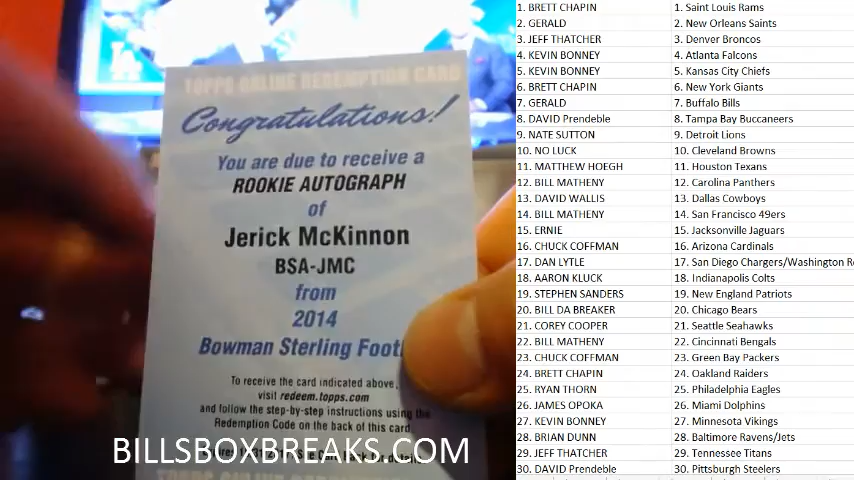 TOPPS ONLINE REDEMPTION CARD
Congratulations!
You are due to receive a
ROOKIE AUTOGRAPH
of
Jerick McKinnon
BSA-JMC
from
2014
Bowman Sterling Foot
To receive the card indicated above,
visit redeem.topps.com
and follow the step-by-step instructions using the
Redemption Code on the back of this card
BILLSBOXBREAKS.COM
1. BRETT CHAPIN 1. Saint Louis Rams
2. GERALD 2. New Orleans Saints
3. JEFF THATCHER 3. Denver Broncos
4. KEVIN BONNEY 4. Atlanta Falcons
5. KEVIN BONNEY 5. Kansas City Chiefs
6. BRETT CHAPIN 6. New York Giants
7. GERALD 7. Buffalo Bills
8. DAVID Prendeble 8. Tampa Bay Buccaneers
9. NATE SUTTON 9. Detroit Lions
10. NO LUCK 10. Cleveland Browns
11. MATTHEW HOEGH 11. Houston Texans
12. BILL MATHENY 12. Carolina Panthers
13. DAVID WALLIS 13. Dallas Cowboys
14. BILL MATHENY 14. San Francisco 49ers
15. ERNIE 15. Jacksonville Jaguars
16. CHUCK COFFMAN 16. Arizona Cardinals
17. DAN LYTLE 17. San Diego Chargers/Washington R
18. AARON KLUCK 18. Indianapolis Colts
19. STEPHEN SANDERS 19. New England Patriots
20. BILL DA BREAKER 20. Chicago Bears
21. COREY COOPER 21. Seattle Seahawks
22. BILL MATHENY 22. Cincinnati Bengals
23. CHUCK COFFMAN 23. Green Bay Packers
24. BRETT CHAPIN 24. Oakland Raiders
25. RYAN THORN 25. Philadelphia Eagles
26. JAMES OPOKA 26. Miami Dolphins
27. KEVIN BONNEY 27. Minnesota Vikings
28. BRIAN DUNN 28. Baltimore Ravens/Jets
29. JEFF THATCHER 29. Tennessee Titans
30. DAVID Prendeble 30. Pittsburgh Steelers